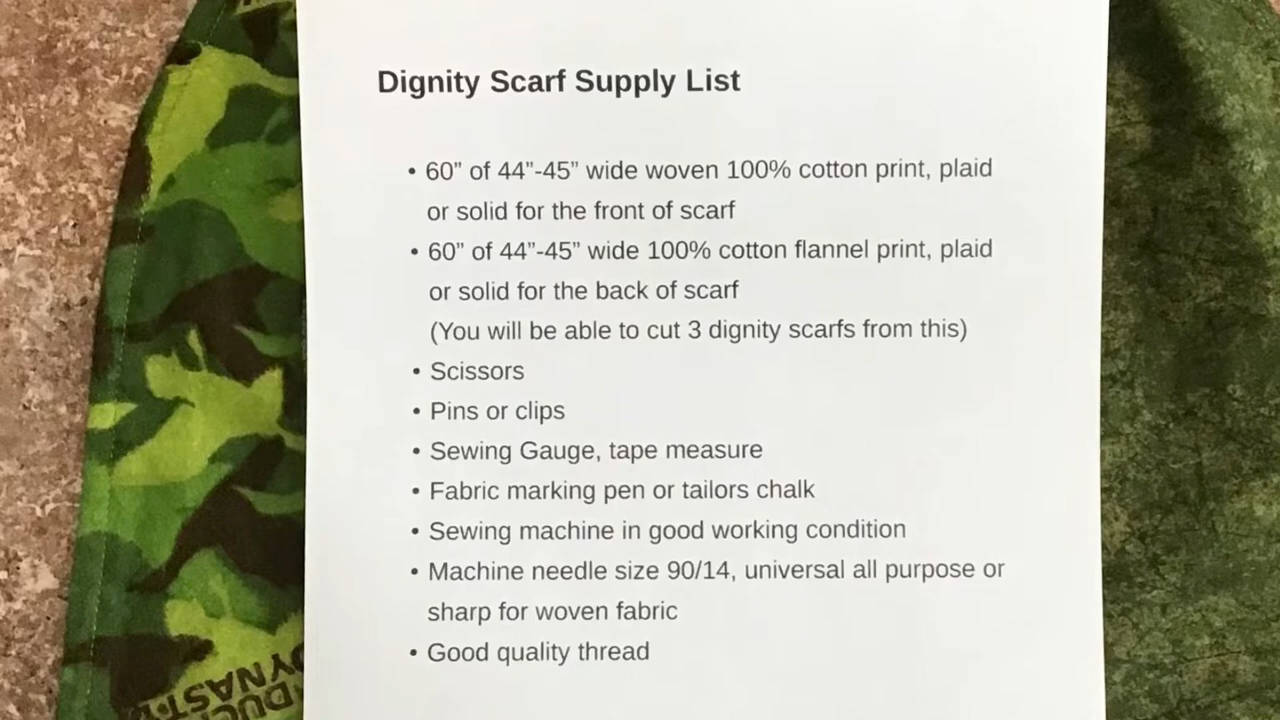 Dignity Scarf Supply List
• 60” of 44”-45” wide woven 100% cotton print, plaid
or solid for the front of scarf
• 60” of 44”-45” wide 100% cotton flannel print, plaid
or solid for the back of scarf
(You will be able to cut 3 dignity scarfs from this)
• Scissors
• Pins or clips
• Sewing Gauge, tape measure
• Fabric marking pen or tailors chalk
• Sewing machine in good working condition
• Machine needle size 90/14, universal all purpose or
sharp for woven fabric
• Good quality thread